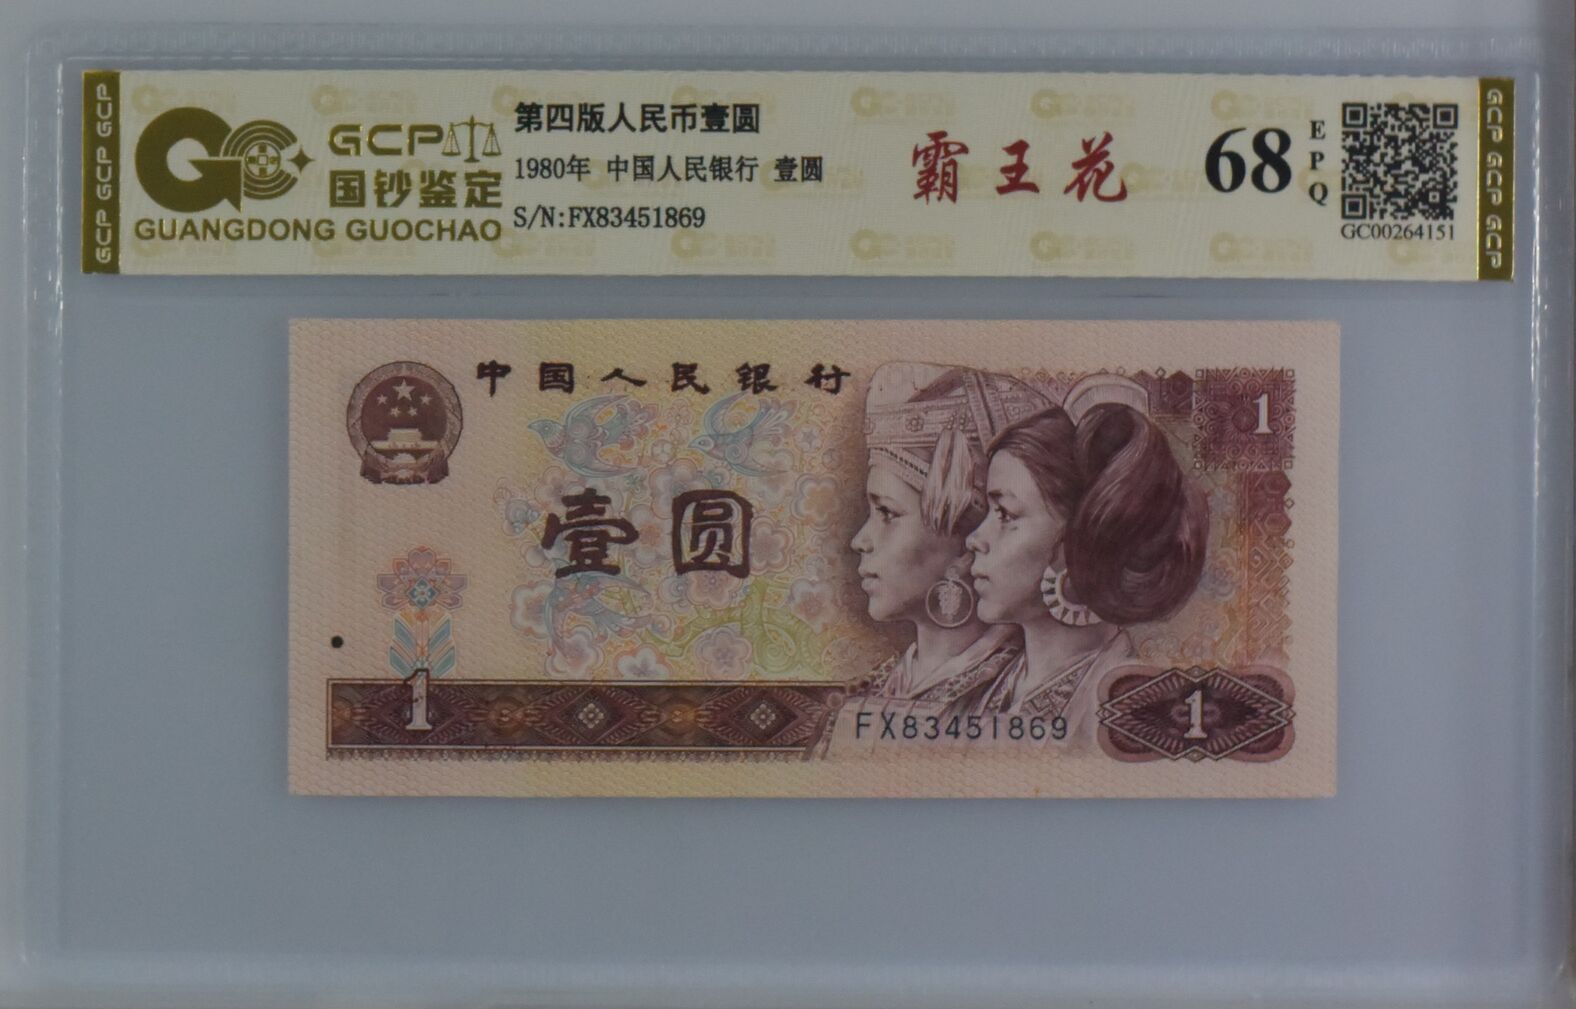 GCP GCP GCP
GCP
国钞鉴定
GUANGDONG GUOCHAO
第四版人民币壹圆
1980年 中国人民银行 壹圆
S/N:FX83451869
霸王花
68
EPQ
GC00264151
GCP GCP GCP
中国人民银行
1
壹圆
1
FX83451869
1